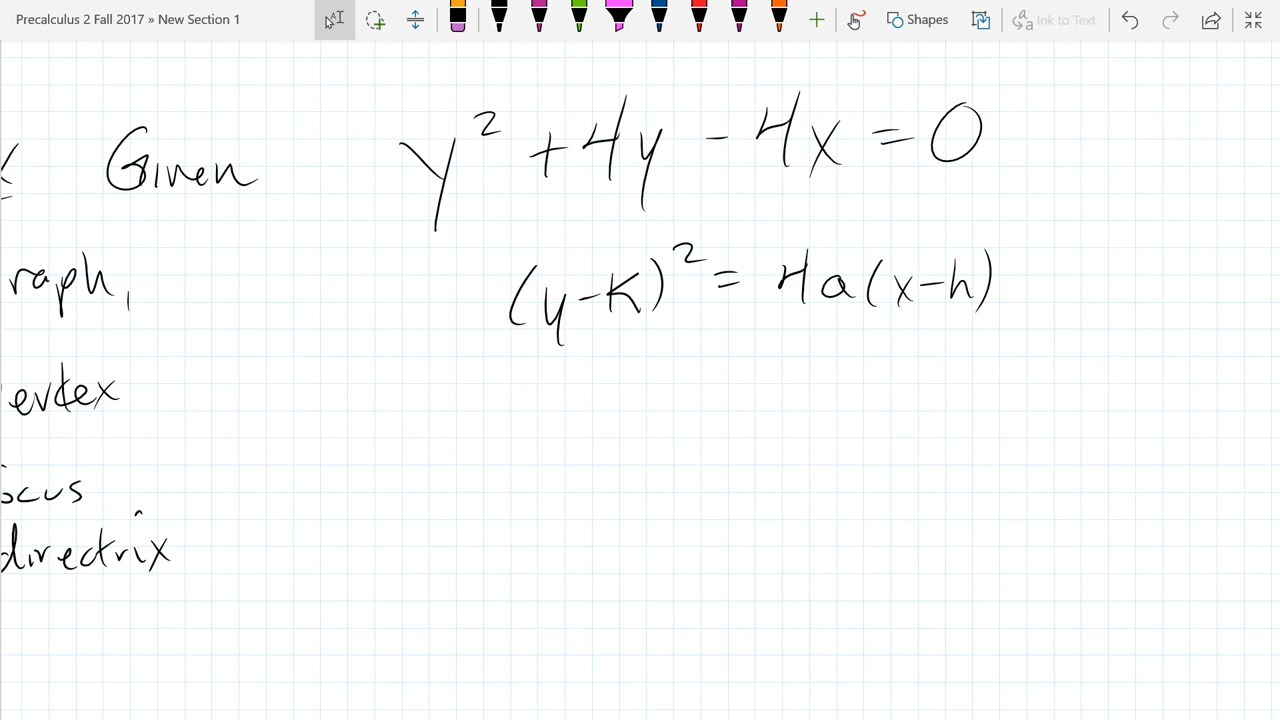 Precalculus 2 Fall 2017 » New Section 1
Shapes
Ink to Text
Given y² + 4y - 4x = 0
raph, (y-k)² = 4a(x-h)
ertex
ocus
directrix